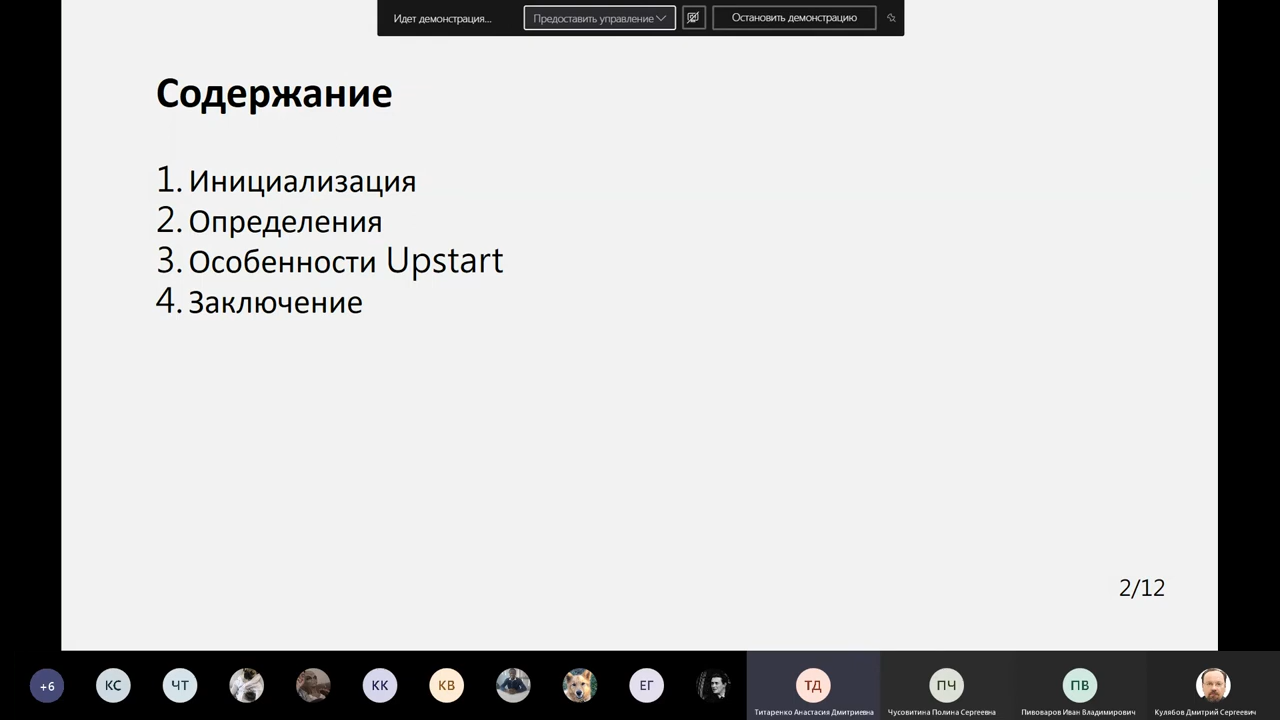 Идет демонстрация...
Предоставить управление
Остановить демонстрацию
Содержание
1. Инициализация
2. Определения
3. Особенности Upstart
4. Заключение
2/12
+6
КС
ЧТ
КК
КВ
ЕГ
ТД
ПЧ
ПВ
Титаренко Анастасия Дмитриевна
Чусовитина Полина Сергеевна
Пивоваров Иван Владимирович
Кулябов Дмитрий Сергеевич